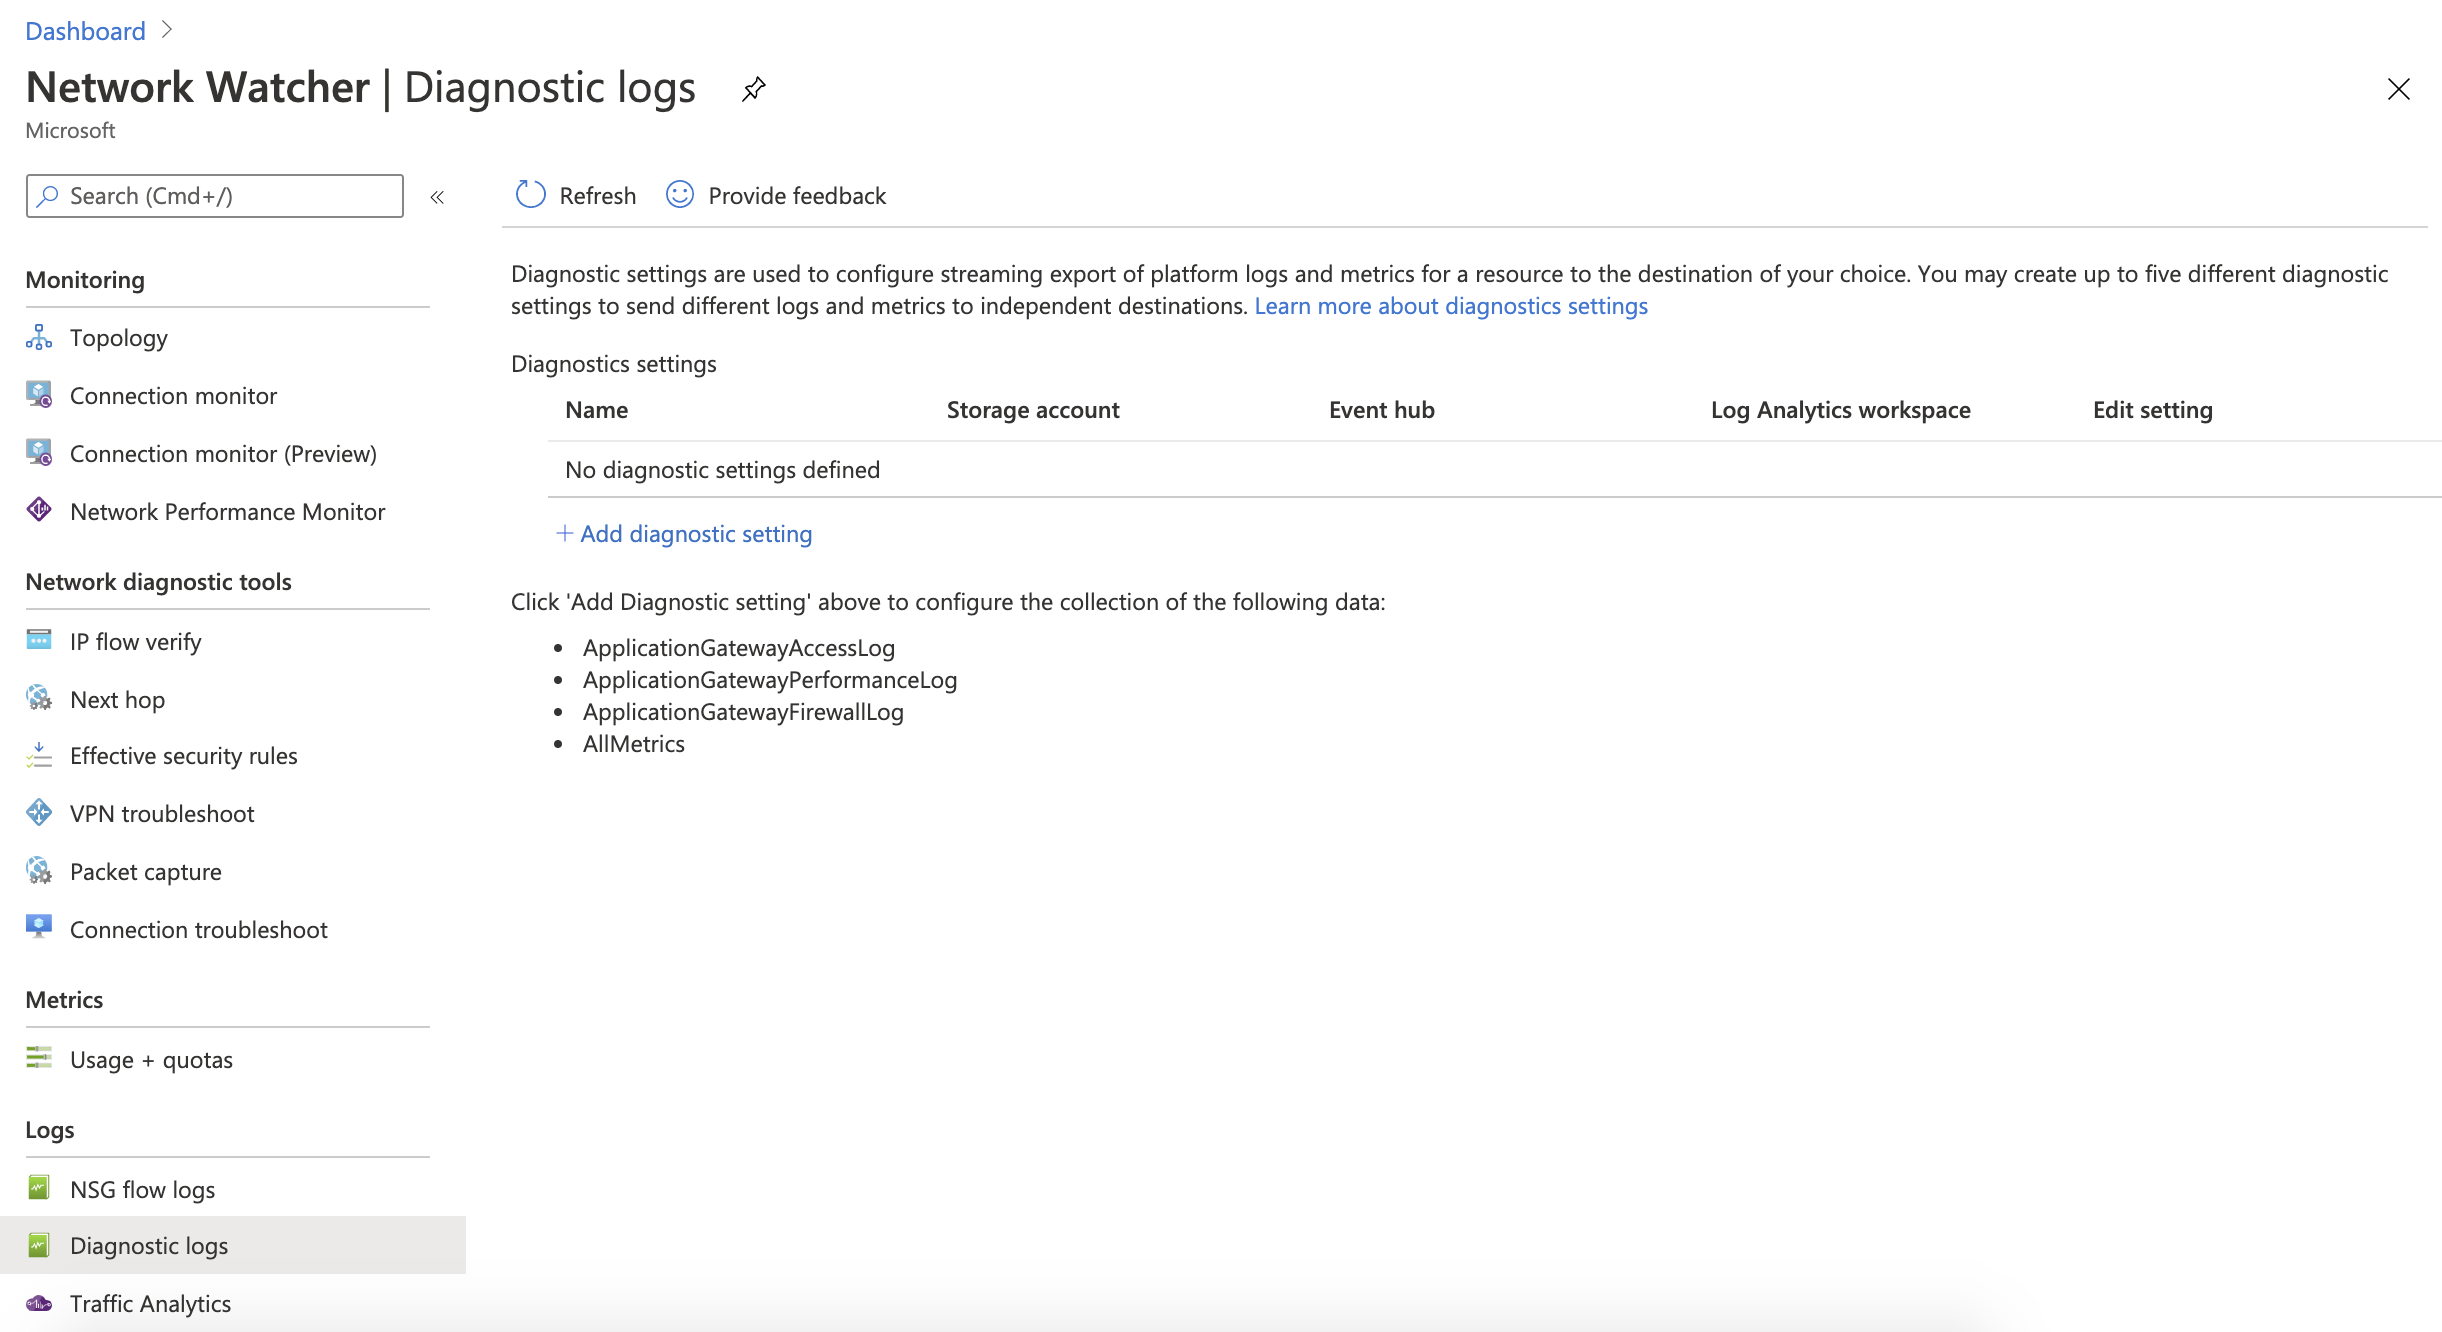 Dashboard
Network Watcher | Diagnostic logs
Microsoft
Search (Cmd+/)
«
Refresh
Provide feedback
Monitoring
Topology
Connection monitor
Connection monitor (Preview)
Network Performance Monitor
Network diagnostic tools
IP flow verify
Next hop
Effective security rules
VPN troubleshoot
Packet capture
Connection troubleshoot
Metrics
Usage + quotas
Logs
NSG flow logs
Diagnostic logs
Traffic Analytics
Diagnostic settings are used to configure streaming export of platform logs and metrics for a resource to the destination of your choice. You may create up to five different diagnostic
settings to send different logs and metrics to independent destinations. Learn more about diagnostics settings
Diagnostics settings
Name Storage account Event hub Log Analytics workspace Edit setting
No diagnostic settings defined
+ Add diagnostic setting
Click 'Add Diagnostic setting' above to configure the collection of the following data:
• ApplicationGatewayAccessLog
• ApplicationGatewayPerformanceLog
• ApplicationGatewayFirewallLog
• AllMetrics